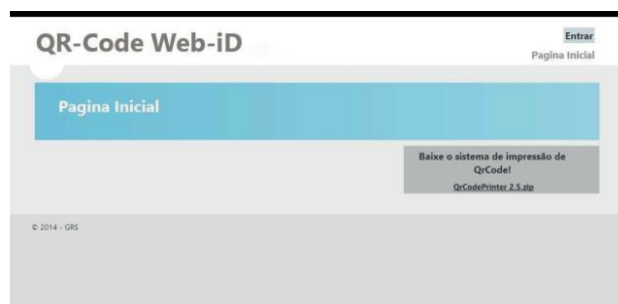 QR-Code Web-iD
Entrar
Pagina Inicial
Pagina Inicial
Baixe o sistema de impressão de
QrCode!
QrCodePrinter 2.5.zip
© 2014 - GRS